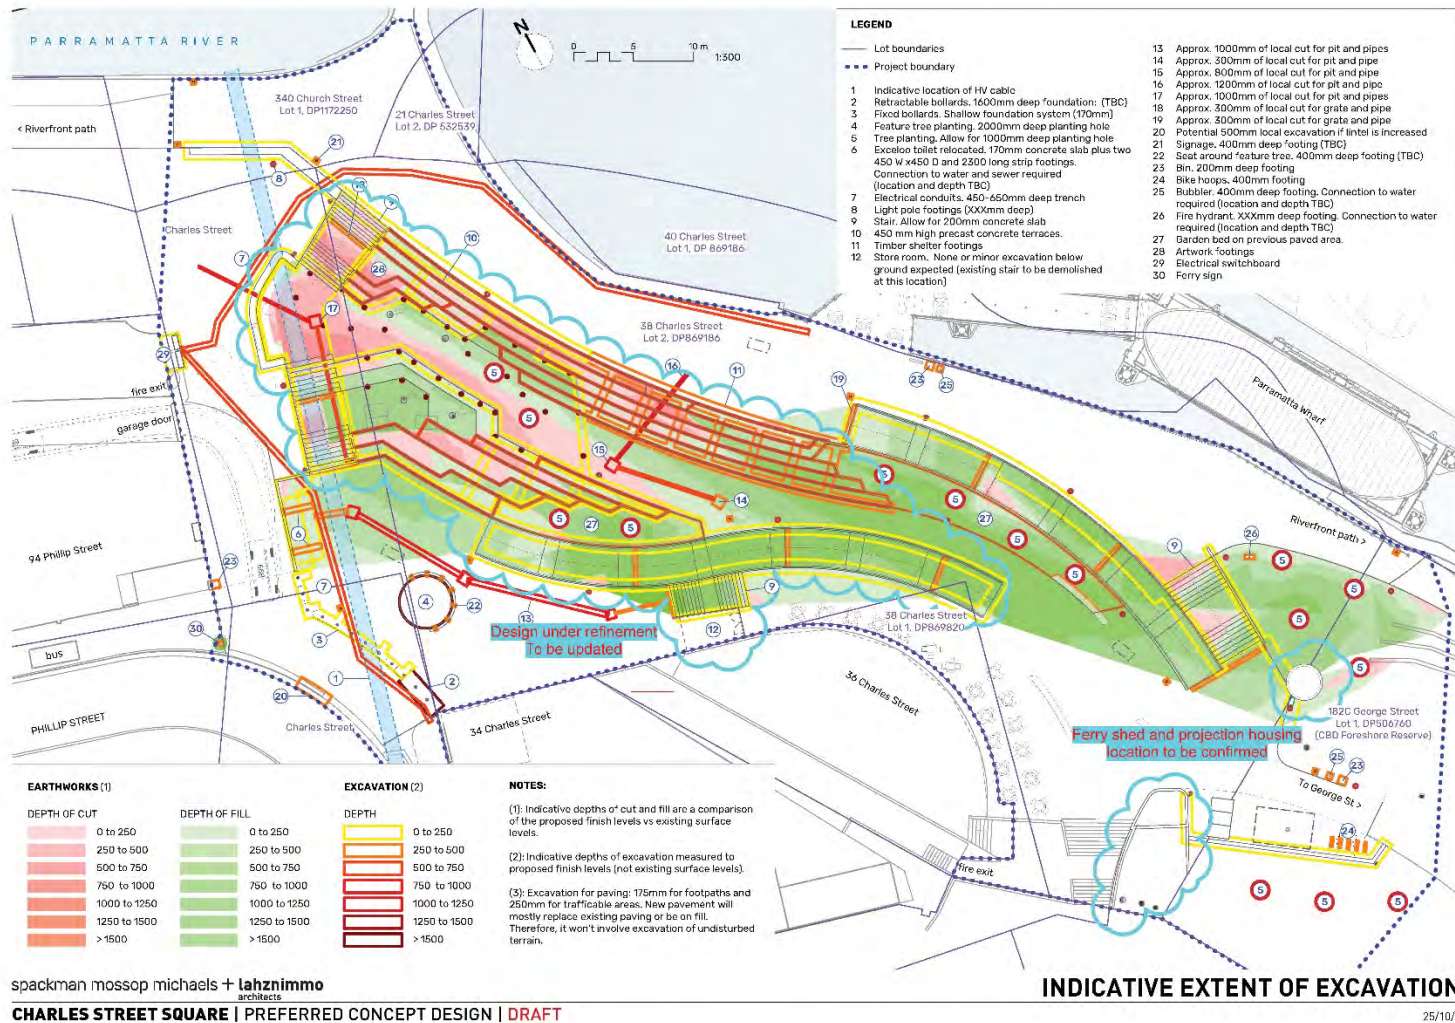 PARRAMATTA RIVER
N
0 5 10 m
1:300
340 Church Street
Lot 1, DP1172250
21 Charles Street
Lot 2, DP 532539
< Riverfront path
Charles Street
40 Charles Street
Lot 1, DP 869186
38 Charles Street
Lot 2, DP869186
fire exit
garage door
94 Phillip Street
bus
PHILLIP STREET
Charles Street
34 Charles Street
36 Charles Street
38 Charles Street
Lot 1, DP869820
Parramatta Wharf
Riverfront path >
182C George Street
Lot 1, DP506760
(CBD Foreshore Reserve)
To George St >
fire exit
Design under refinement
To be updated
Ferry shed and projection housing
location to be confirmed
LEGEND
Lot boundaries
Project boundary
1 Indicative location of HV cable
2 Retractable bollards. 1600mm deep foundation: (TBC)
3 Fixed bollards. Shallow foundation system (170mm)
4 Feature tree planting. 2000mm deep planting hole
5 Tree planting. Allow for 1000mm deep planting hole
6 Exceloo toilet relocated. 170mm concrete slab plus two
450 W x450 D and 2300 long strip footings.
Connection to water and sewer required
(location and depth TBC)
7 Electrical conduits. 450-650mm deep trench
8 Light pole footings (XXXmm deep)
9 Stair. Allow for 200mm concrete slab
10 450 mm high precast concrete terraces.
11 Timber shelter footings
12 Store room. None or minor excavation below
ground expected (existing stair to be demolished
at this location)
13 Approx. 1000mm of local cut for pit and pipes
14 Approx. 300mm of local cut for pit and pipe
15 Approx. 800mm of local cut for pit and pipe
16 Approx. 1200mm of local cut for pit and pipe
17 Approx. 1000mm of local cut for pit and pipes
18 Approx. 300mm of local cut for grate and pipe
19 Approx. 300mm of local cut for grate and pipe
20 Potential 500mm local excavation if lintel is increased
21 Signage. 400mm deep footing (TBC)
22 Seat around feature tree. 400mm deep footing (TBC)
23 Bin. 200mm deep footing
24 Bike hoops. 400mm footing
25 Bubbler. 400mm deep footing. Connection to water
required (location and depth TBC)
26 Fire hydrant. XXXmm deep footing. Connection to water
required (location and depth TBC)
27 Garden bed on previous paved area.
28 Artwork footings
29 Electrical switchboard
30 Ferry sign
EARTHWORKS (1)
DEPTH OF CUT
0 to 250
250 to 500
500 to 750
750 to 1000
1000 to 1250
1250 to 1500
>1500
DEPTH OF FILL
0 to 250
250 to 500
500 to 750
750 to 1000
1000 to 1250
1250 to 1500
>1500
EXCAVATION (2)
DEPTH
0 to 250
250 to 500
500 to 750
750 to 1000
1000 to 1250
1250 to 1500
>1500
NOTES:
(1): Indicative depths of cut and fill are a comparison
of the proposed finish levels vs existing surface
levels.
(2): Indicative depths of excavation measured to
proposed finish levels (not existing surface levels).
(3): Excavation for paving: 175mm for footpaths and
250mm for trafficable areas. New pavement will
mostly replace existing paving or be on fill.
Therefore, it won't involve excavation of undisturbed
terrain.
spackman mossop michaels + lahznimmo
architects
INDICATIVE EXTENT OF EXCAVATION
CHARLES STREET SQUARE | PREFERRED CONCEPT DESIGN | DRAFT
25/10/